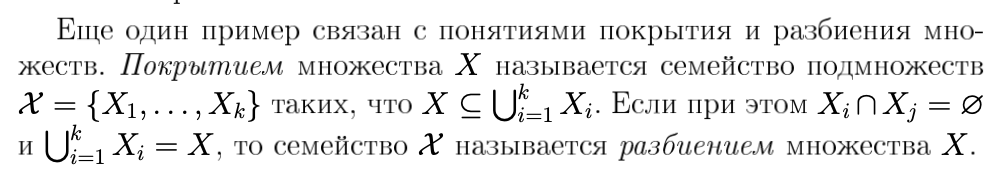 Еще один пример связан с понятиями покрытия и разбиения мно-
жеств. Покрытием множества X называется семейство подмножеств
𝒳 = {X₁, . . . , Xₖ} таких, что X ⊆ ⋃ᵏᵢ₌₁ Xᵢ. Если при этом Xᵢ ∩ Xⱼ = ∅
и ⋃ᵏᵢ₌₁ Xᵢ = X, то семейство 𝒳 называется разбиением множества X.